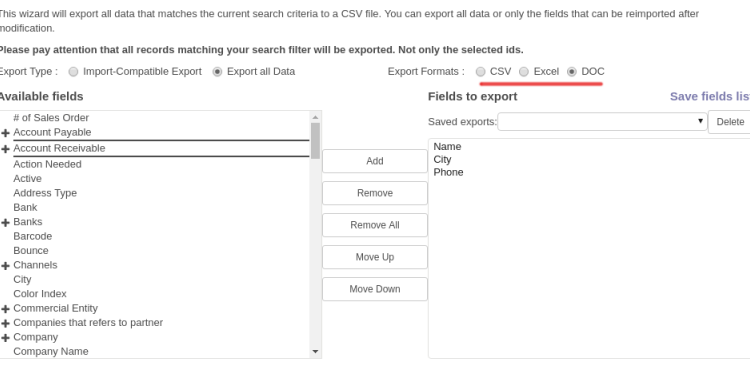 This wizard will export all data that matches the current search criteria to a CSV file. You can export all data or only the fields that can be reimported after
modification.
Please pay attention that all records matching your search filter will be exported. Not only the selected ids.
Export Type : Import-Compatible Export Export all Data Export Formats : CSV Excel DOC
Available fields
# of Sales Order
Account Payable
Account Receivable
Action Needed
Active
Address Type
Bank
Banks
Barcode
Bounce
Channels
City
Color Index
Commercial Entity
Companies that refers to partner
Company
Company Name
Add
Remove
Remove All
Move Up
Move Down
Fields to export Save fields lis
Saved exports: Delete
Name
City
Phone